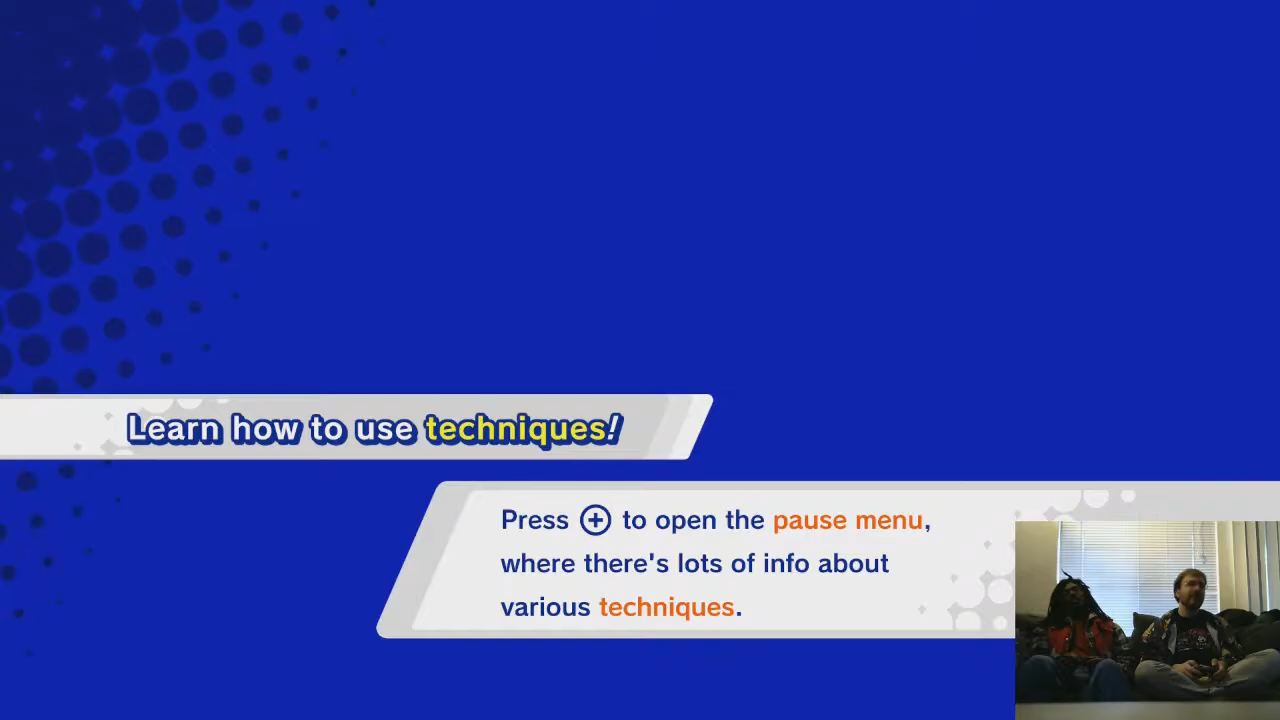 Learn how to use techniques!
Press ⊕ to open the pause menu,
where there's lots of info about
various techniques.